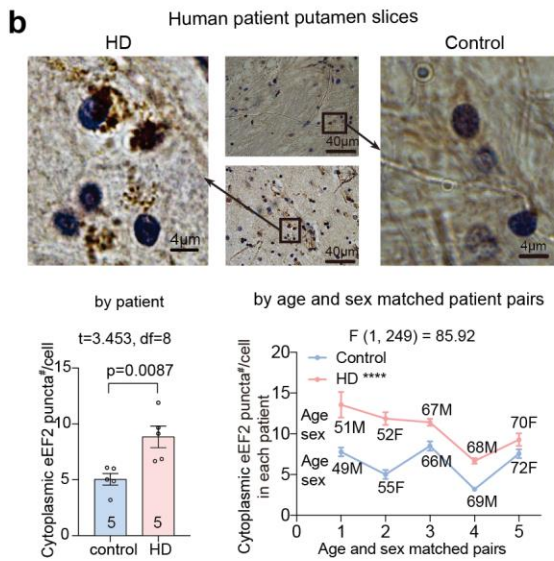 b
Human patient putamen slices
HD
Control
40μm
40μm
4μm
4μm
by patient
t=3.453, df=8
p=0.0087
Cytoplasmic eEF2 puncta#/cell
15
10
5
0
5
5
control
HD
by age and sex matched patient pairs
F (1, 249) = 85.92
Control
HD ****
Cytoplasmic eEF2 puncta#/cell
in each patient
20
15
10
5
0
Age
sex
51M
52F
67M
68M
70F
Age
sex
49M
55F
66M
69M
72F
0 1 2 3 4 5
Age and sex matched pairs